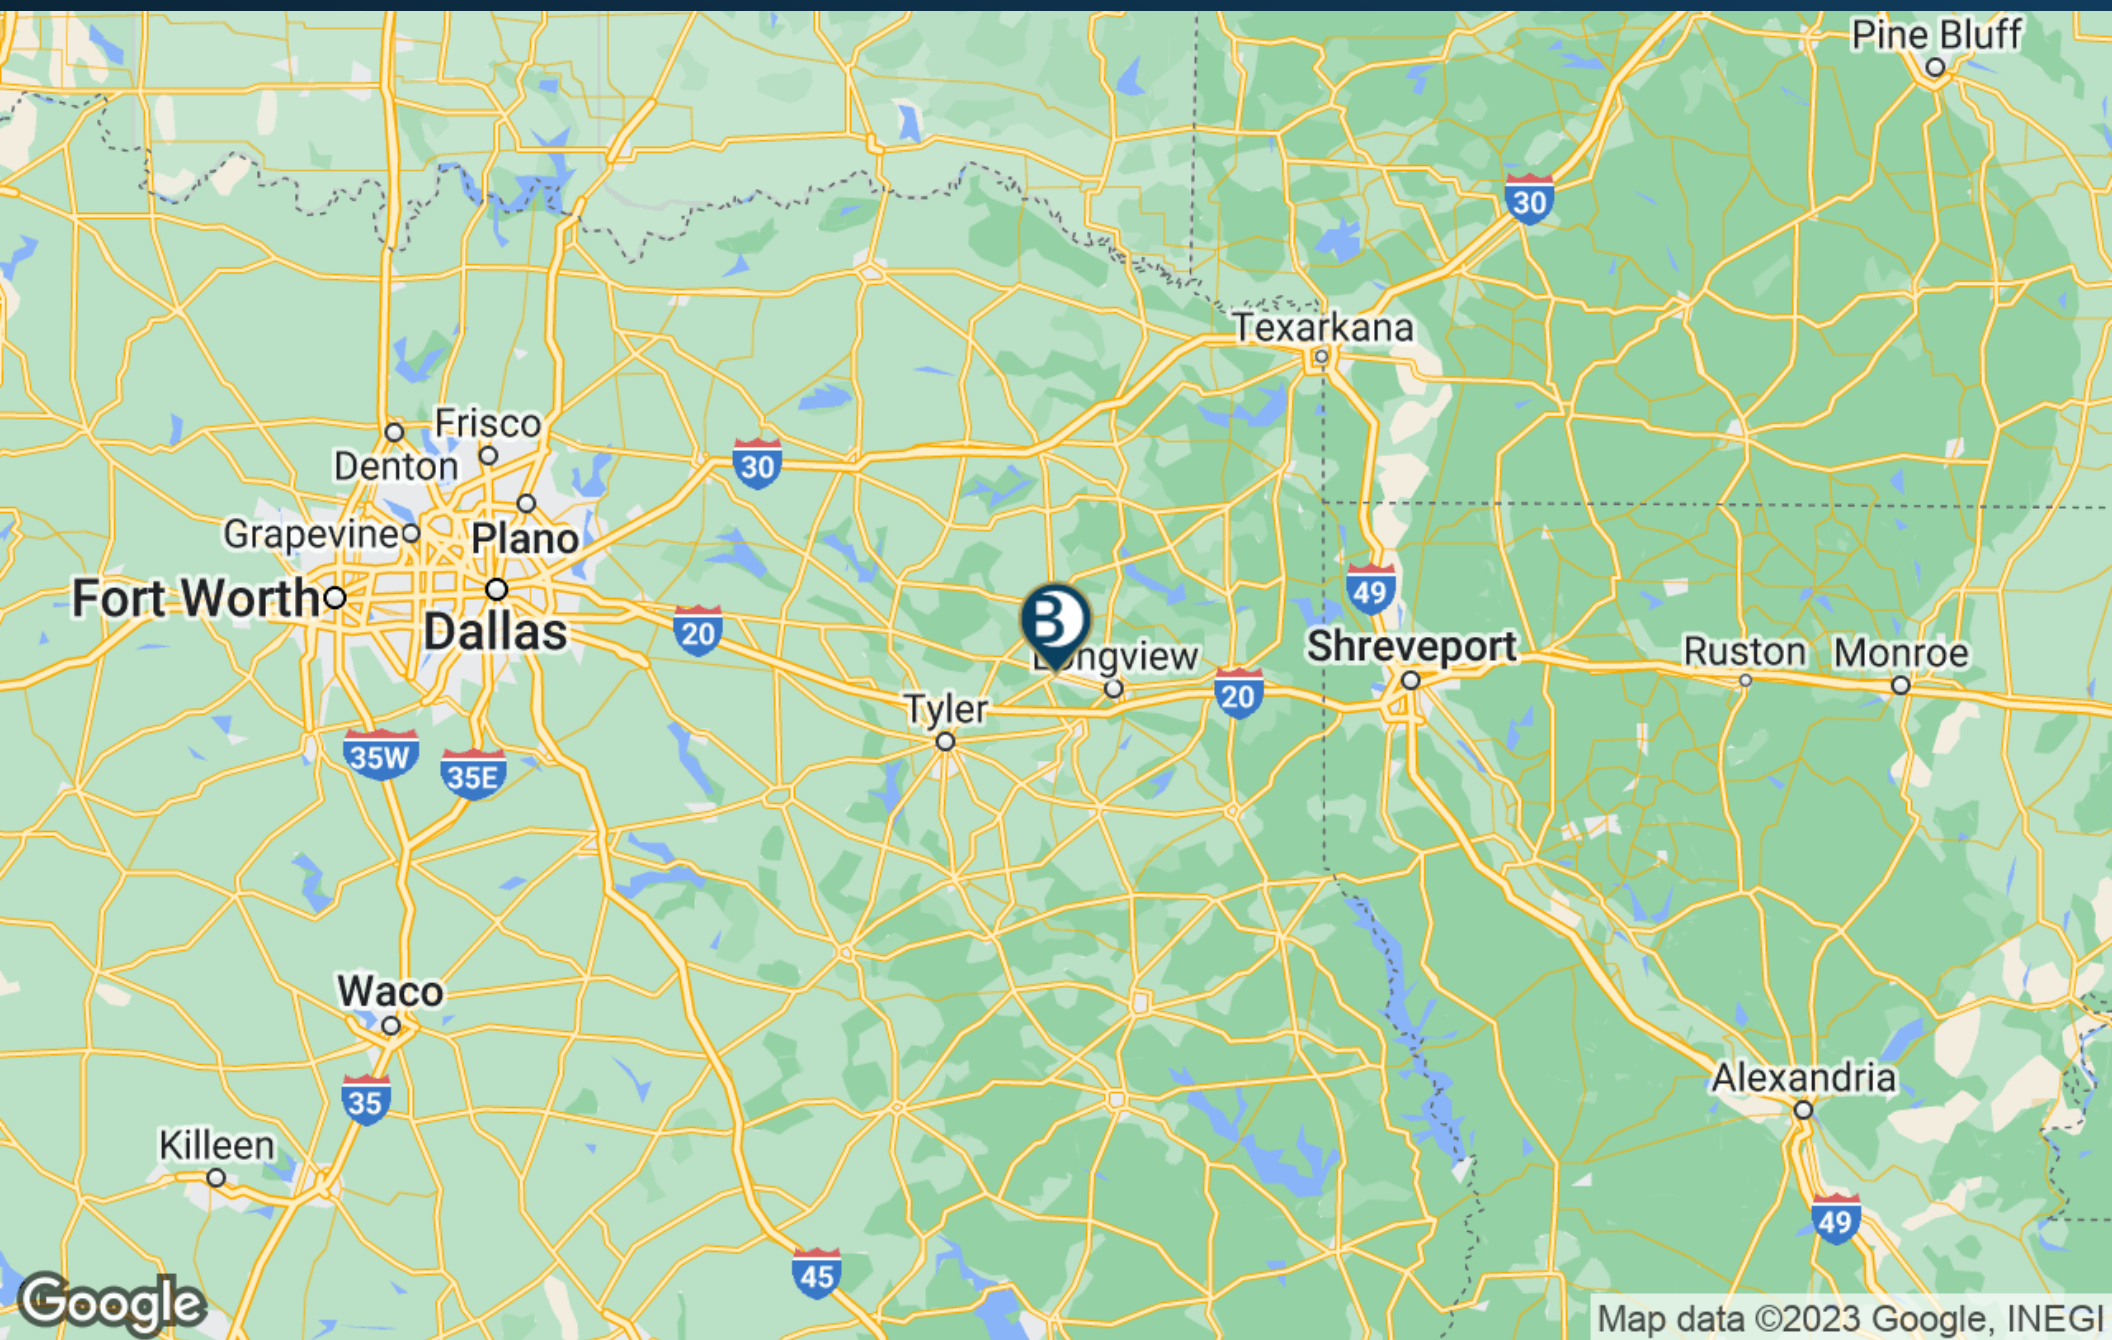 Pine Bluff
30
Texarkana
Frisco
Denton
30
Grapevine
Plano
Fort Worth
Dallas
20
49
B
Longview
Shreveport
20
Ruston
Monroe
Tyler
35W
35E
Waco
35
Alexandria
Killeen
49
45
Google
Map data ©2023 Google, INEGI